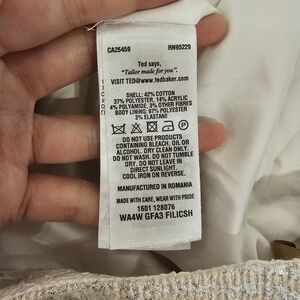 CA25459 RN95229
Ted says,
"Tailor made for you".
VISIT TED@www.tedbaker.com
SHELL: 42% COTTON
37% POLYESTER, 14% ACRYLIC
4% POLYAMIDE, 3% OTHER FIBRES
BODY LINING: 97% POLYESTER
3% ELASTANE
DO NOT USE PRODUCTS
CONTAINING BLEACH, OIL OR
ALCOHOL. DRY CLEAN ONLY.
DO NOT TUMBLE DRY.
DO NOT WRING. DO NOT DRY
IN DIRECT SUNLIGHT.
COOL IRON ON REVERSE.
MANUFACTURED IN ROMANIA
MADE WITH CARE, WEAR WITH PRIDE
1601 128076
WA4W GFA3 FILICSH